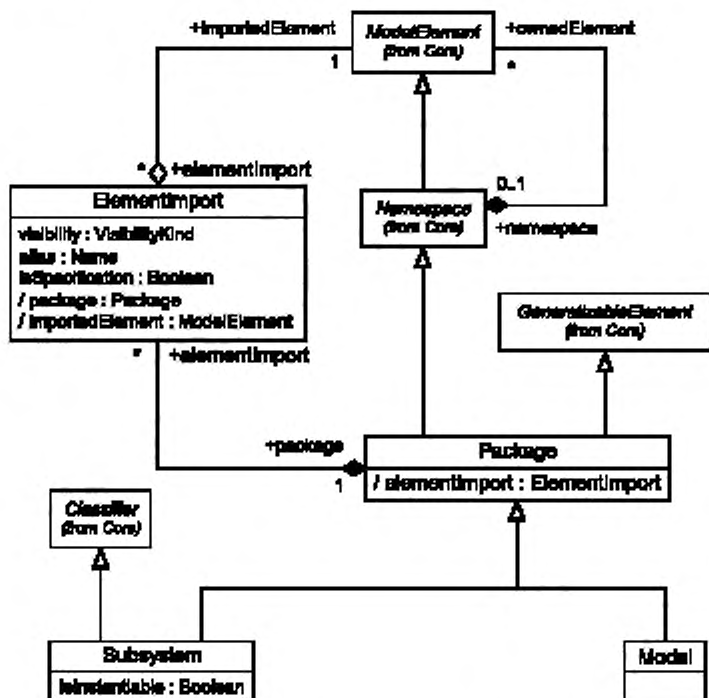 +importedElement
ModelElement
(from Core)
+ownedElement
1
*
* +elementImport
ElementImport
visibility : VisibilityKind
alias : Name
isSpecification : Boolean
/ package : Package
/ importedElement : ModelElement
0..1
Namespace
(from Core)
+namespace
GeneralizableElement
(from Core)
* +elementImport
+package
1
Package
/ elementImport : ElementImport
Classifier
(from Core)
Subsystem
isInstantiable : Boolean
Model